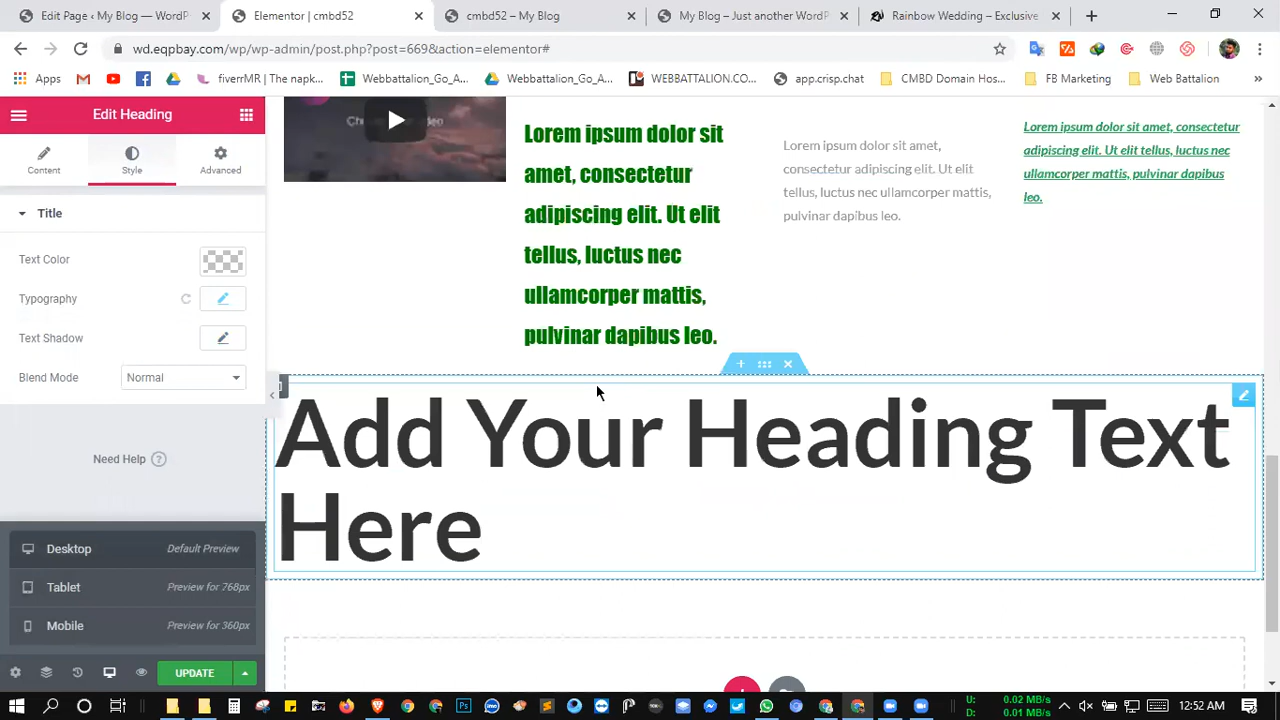 Edit Page "My Blog" — WordP
Elementor | cmbd52
cmbd52 – My Blog
My Blog – Just another WordP
Rainbow Wedding – Exclusive
wd.eqpbay.com/wp/wp-admin/post.php?post=669&action=elementor#
Apps
fiverrMR | The napk...
Webbattalion_Go_A...
Webbattalion_Go_A...
WEBBATTALION.CO...
app.crisp.chat
CMBD Domain Hos...
FB Marketing
Web Battalion
Edit Heading
Content
Style
Advanced
Title
Text Color
Typography
Text Shadow
Blend Mode
Normal
Need Help
Desktop
Default Preview
Tablet
Preview for 768px
Mobile
Preview for 360px
UPDATE
Lorem ipsum dolor sit
amet, consectetur
adipiscing elit. Ut elit
tellus, luctus nec
ullamcorper mattis,
pulvinar dapibus leo.
Lorem ipsum dolor sit amet,
consectetur adipiscing elit. Ut elit
tellus, luctus nec ullamcorper mattis,
pulvinar dapibus leo.
Lorem ipsum dolor sit amet, consectetur
adipiscing elit. Ut elit tellus, luctus nec
ullamcorper mattis, pulvinar dapibus
leo.
Add Your Heading Text
Here
U: 0.02 MB/s
D: 0.01 MB/s
12:52 AM